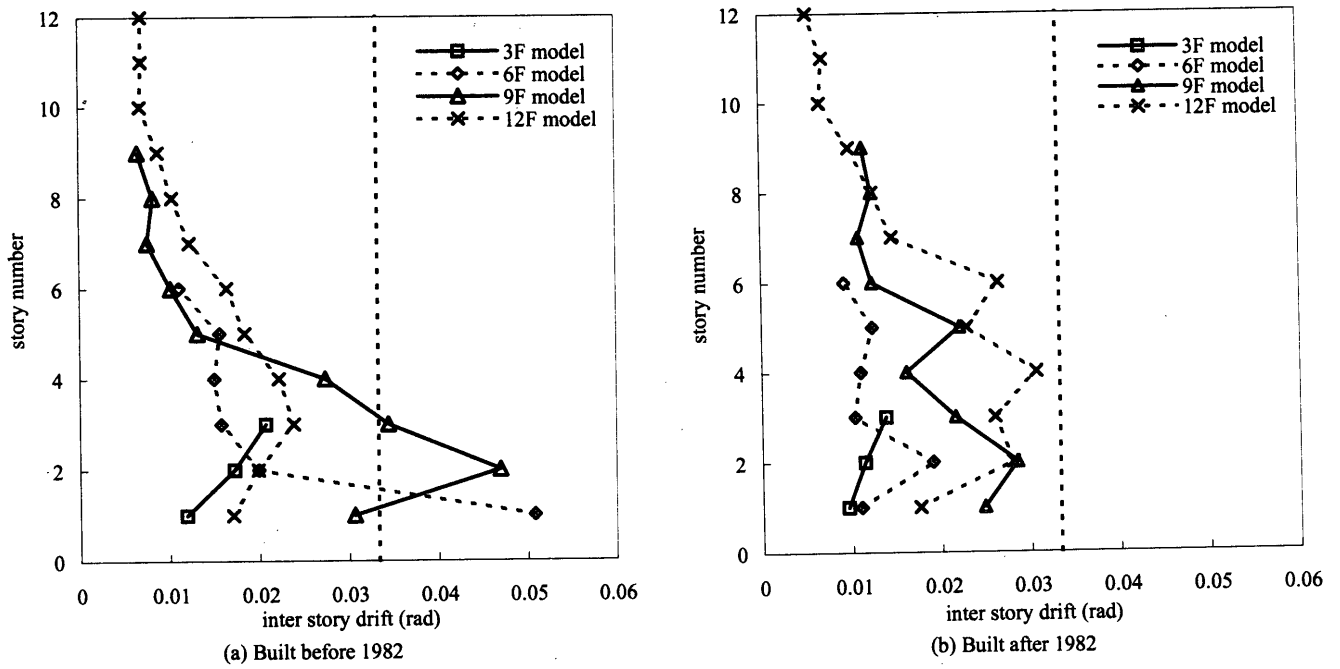 12
10
8
6
4
2
0
story number
3F model
6F model
9F model
12F model
0
0.01
0.02
0.03
0.04
0.05
0.06
inter story drift (rad)
(a) Built before 1982
12
10
8
6
4
2
0
story number
3F model
6F model
9F model
12F model
0
0.01
0.02
0.03
0.04
0.05
0.06
inter story drift (rad)
(b) Built after 1982